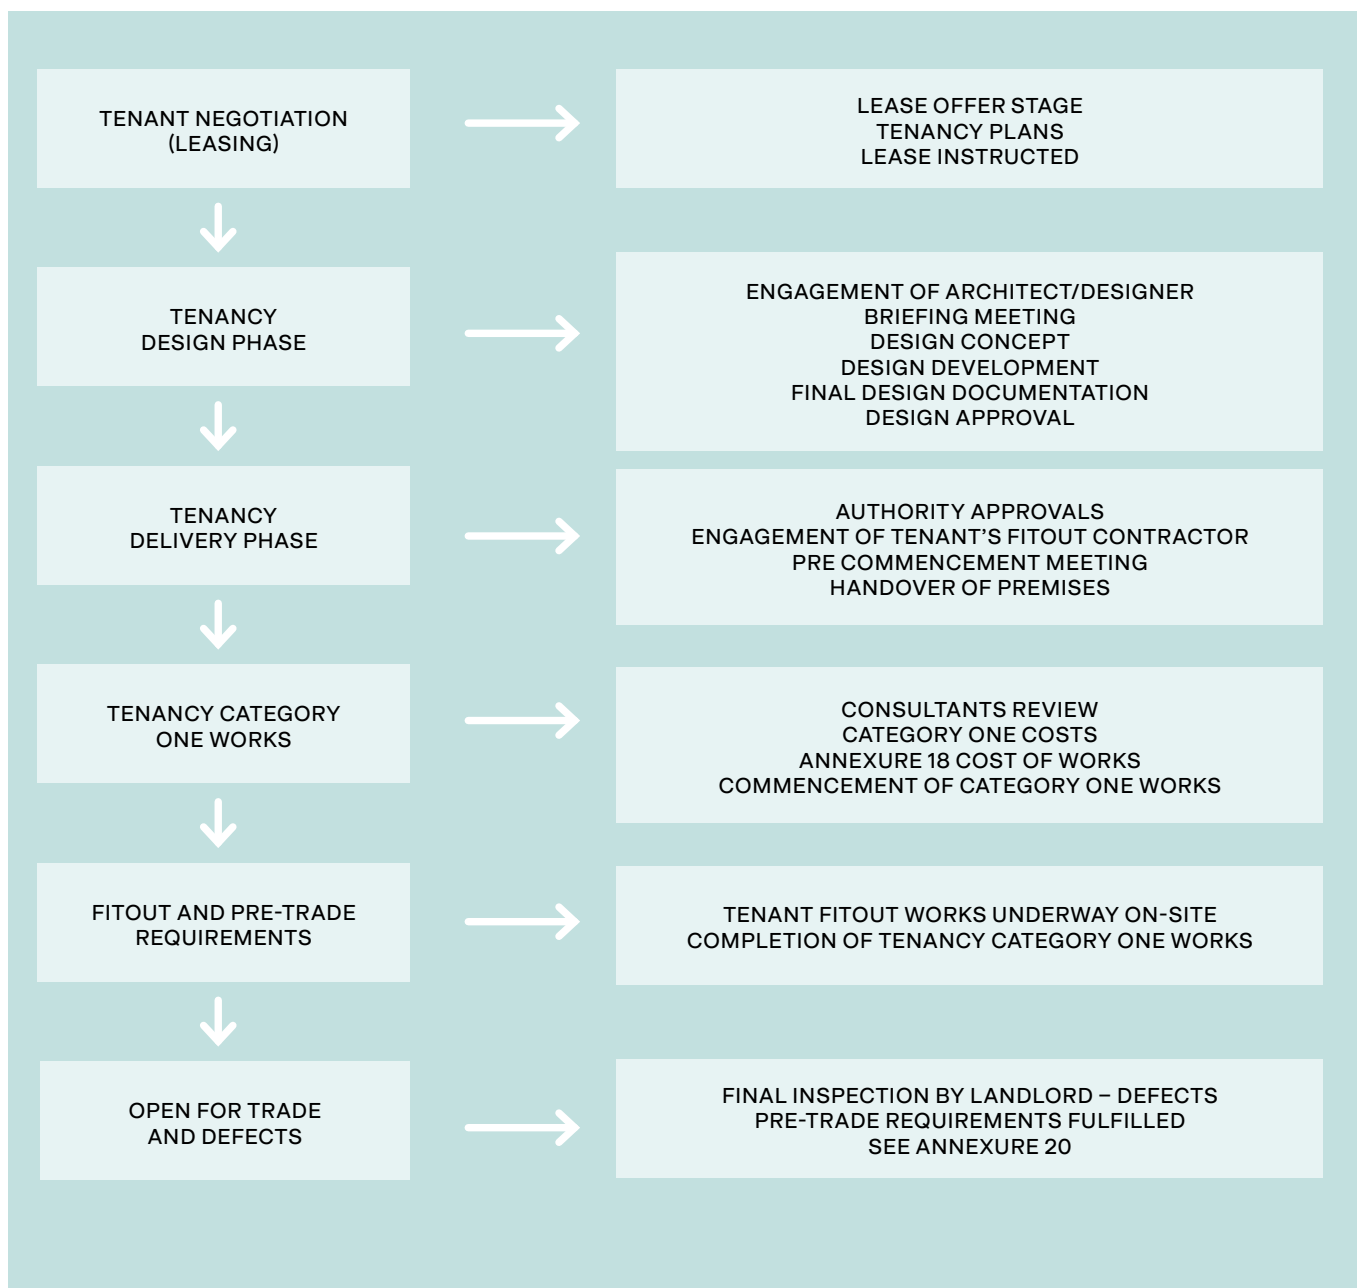 TENANT NEGOTIATION
(LEASING)
LEASE OFFER STAGE
TENANCY PLANS
LEASE INSTRUCTED
TENANCY
DESIGN PHASE
ENGAGEMENT OF ARCHITECT/DESIGNER
BRIEFING MEETING
DESIGN CONCEPT
DESIGN DEVELOPMENT
FINAL DESIGN DOCUMENTATION
DESIGN APPROVAL
TENANCY
DELIVERY PHASE
AUTHORITY APPROVALS
ENGAGEMENT OF TENANT’S FITOUT CONTRACTOR
PRE COMMENCEMENT MEETING
HANDOVER OF PREMISES
TENANCY CATEGORY
ONE WORKS
CONSULTANTS REVIEW
CATEGORY ONE COSTS
ANNEXURE 18 COST OF WORKS
COMMENCEMENT OF CATEGORY ONE WORKS
FITOUT AND PRE-TRADE
REQUIREMENTS
TENANT FITOUT WORKS UNDERWAY ON-SITE
COMPLETION OF TENANCY CATEGORY ONE WORKS
OPEN FOR TRADE
AND DEFECTS
FINAL INSPECTION BY LANDLORD – DEFECTS
PRE-TRADE REQUIREMENTS FULFILLED
SEE ANNEXURE 20